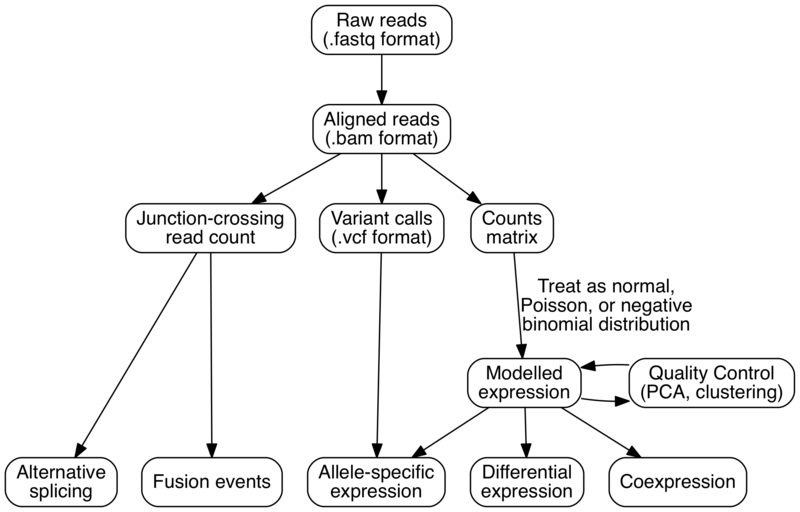 Raw reads
(.fastq format)
Aligned reads
(.bam format)
Junction-crossing
read count
Variant calls
(.vcf format)
Counts
matrix
Treat as normal,
Poisson, or negative
binomial distribution
Modelled
expression
Quality Control
(PCA, clustering)
Alternative
splicing
Fusion events
Allele-specific
expression
Differential
expression
Coexpression